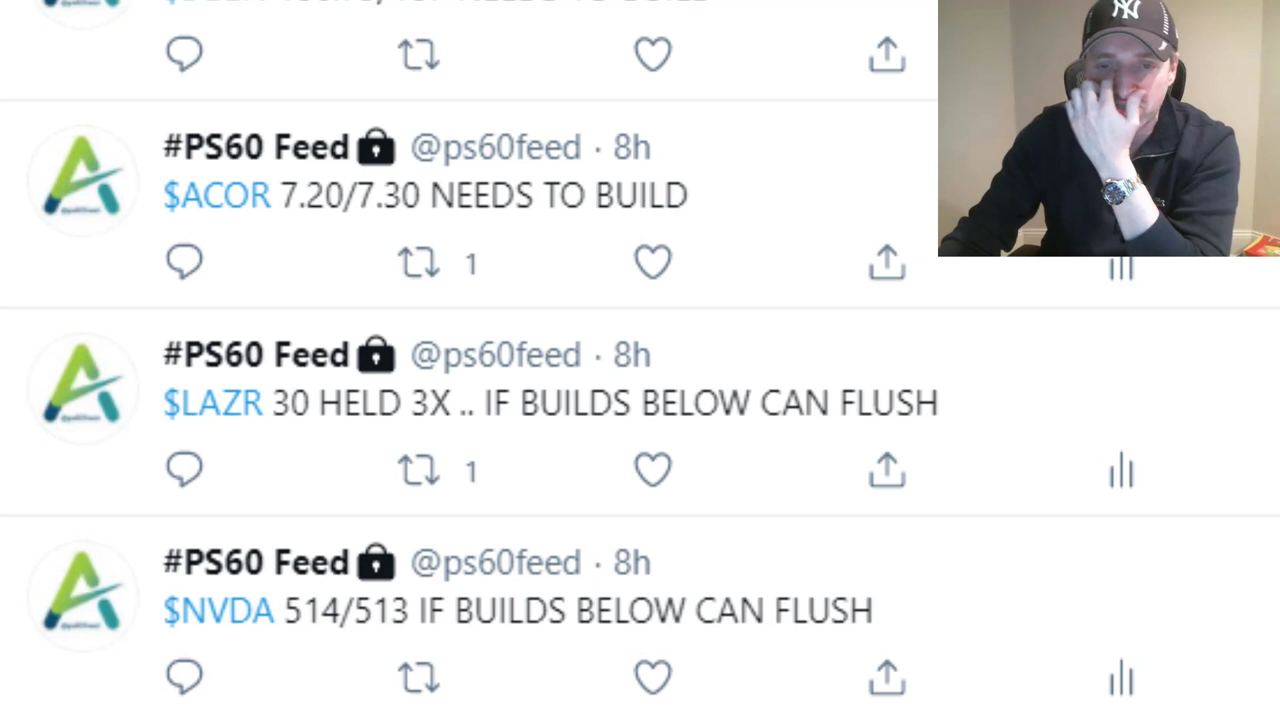 #PS60 Feed @ps60feed · 8h
$ACOR 7.20/7.30 NEEDS TO BUILD
1
#PS60 Feed @ps60feed · 8h
$LAZR 30 HELD 3X .. IF BUILDS BELOW CAN FLUSH
1
#PS60 Feed @ps60feed · 8h
$NVDA 514/513 IF BUILDS BELOW CAN FLUSH